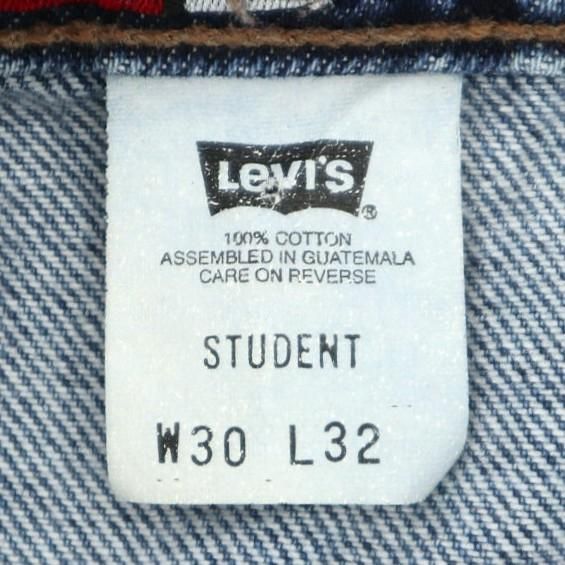 Levi's ®
100% COTTON
ASSEMBLED IN GUATEMALA
CARE ON REVERSE
STUDENT
W30 L32